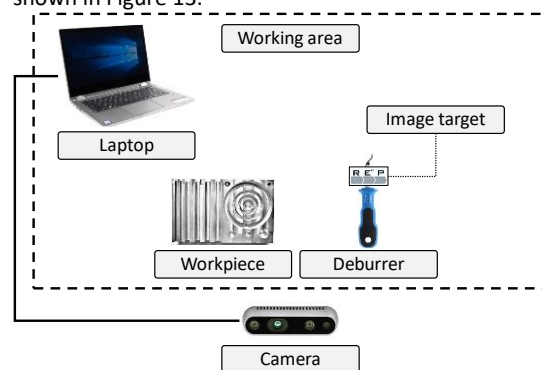 shown in Figure 13.
Working area
Laptop
Image target
R E P
Workpiece
Deburrer
Camera